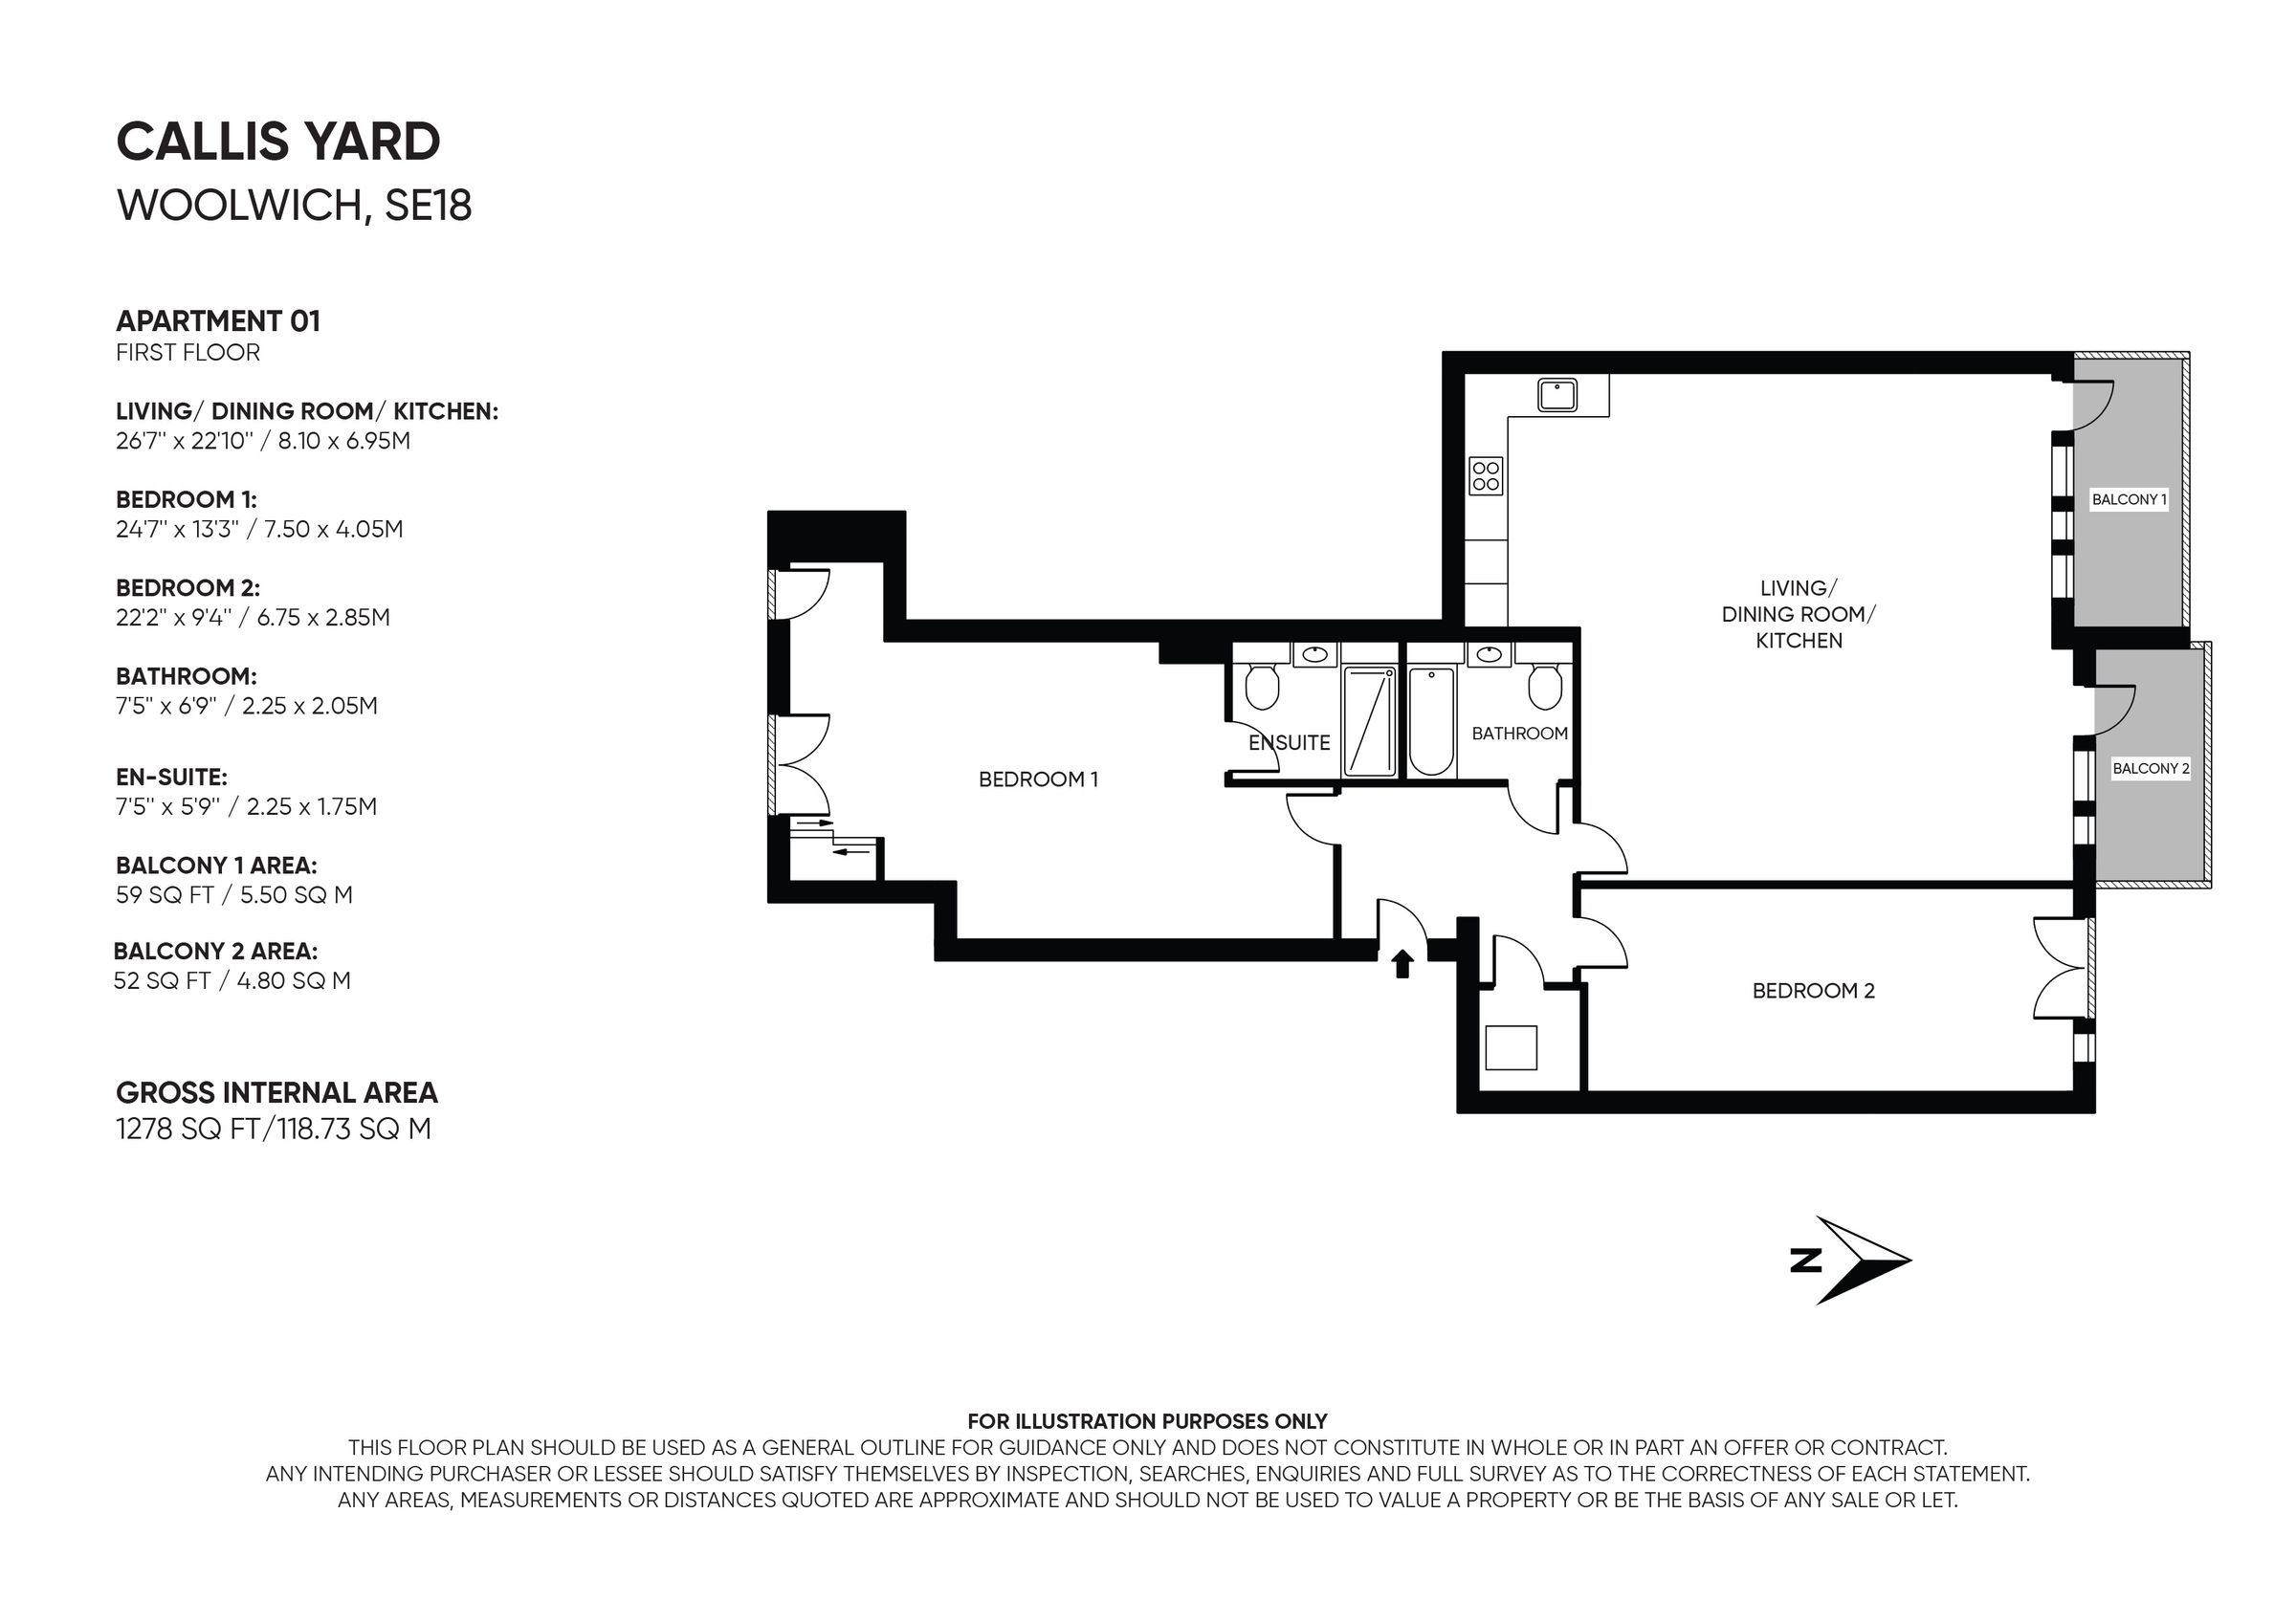 CALLIS YARD
WOOLWICH, SE18
APARTMENT 01
FIRST FLOOR
LIVING/ DINING ROOM/ KITCHEN:
26'7" x 22'10" / 8.10 x 6.95M
BEDROOM 1:
24'7" x 13'3" / 7.50 x 4.05M
BEDROOM 2:
22'2" x 9'4" / 6.75 x 2.85M
BATHROOM:
7'5" x 6'9" / 2.25 x 2.05M
EN-SUITE:
7'5" x 5'9" / 2.25 x 1.75M
BALCONY 1 AREA:
59 SQ FT / 5.50 SQ M
BALCONY 2 AREA:
52 SQ FT / 4.80 SQ M
GROSS INTERNAL AREA
1278 SQ FT/118.73 SQ M
BALCONY 1
LIVING/
DINING ROOM/
KITCHEN
ENSUITE
BATHROOM
BEDROOM 1
BALCONY 2
BEDROOM 2
N
FOR ILLUSTRATION PURPOSES ONLY
THIS FLOOR PLAN SHOULD BE USED AS A GENERAL OUTLINE FOR GUIDANCE ONLY AND DOES NOT CONSTITUTE IN WHOLE OR IN PART AN OFFER OR CONTRACT.
ANY INTENDING PURCHASER OR LESSEE SHOULD SATISFY THEMSELVES BY INSPECTION, SEARCHES, ENQUIRIES AND FULL SURVEY AS TO THE CORRECTNESS OF EACH STATEMENT.
ANY AREAS, MEASUREMENTS OR DISTANCES QUOTED ARE APPROXIMATE AND SHOULD NOT BE USED TO VALUE A PROPERTY OR BE THE BASIS OF ANY SALE OR LET.